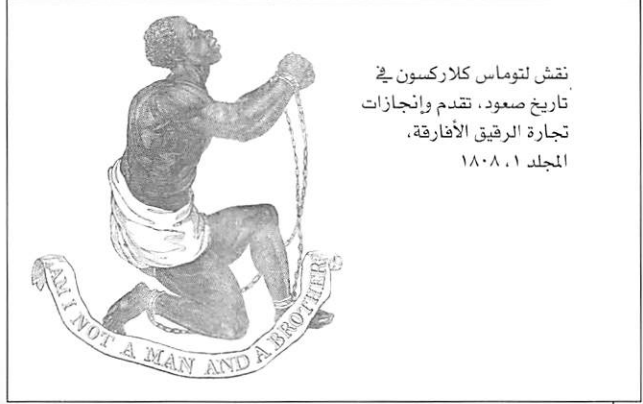 نقش لتوماس كلاركسون في
تاريخ صعود، تقدم وإنجازات
تجارة الرقيق الأفارقة،
المجلد ١، ١٨٠٨
AM I NOT A MAN AND A BROTHER?